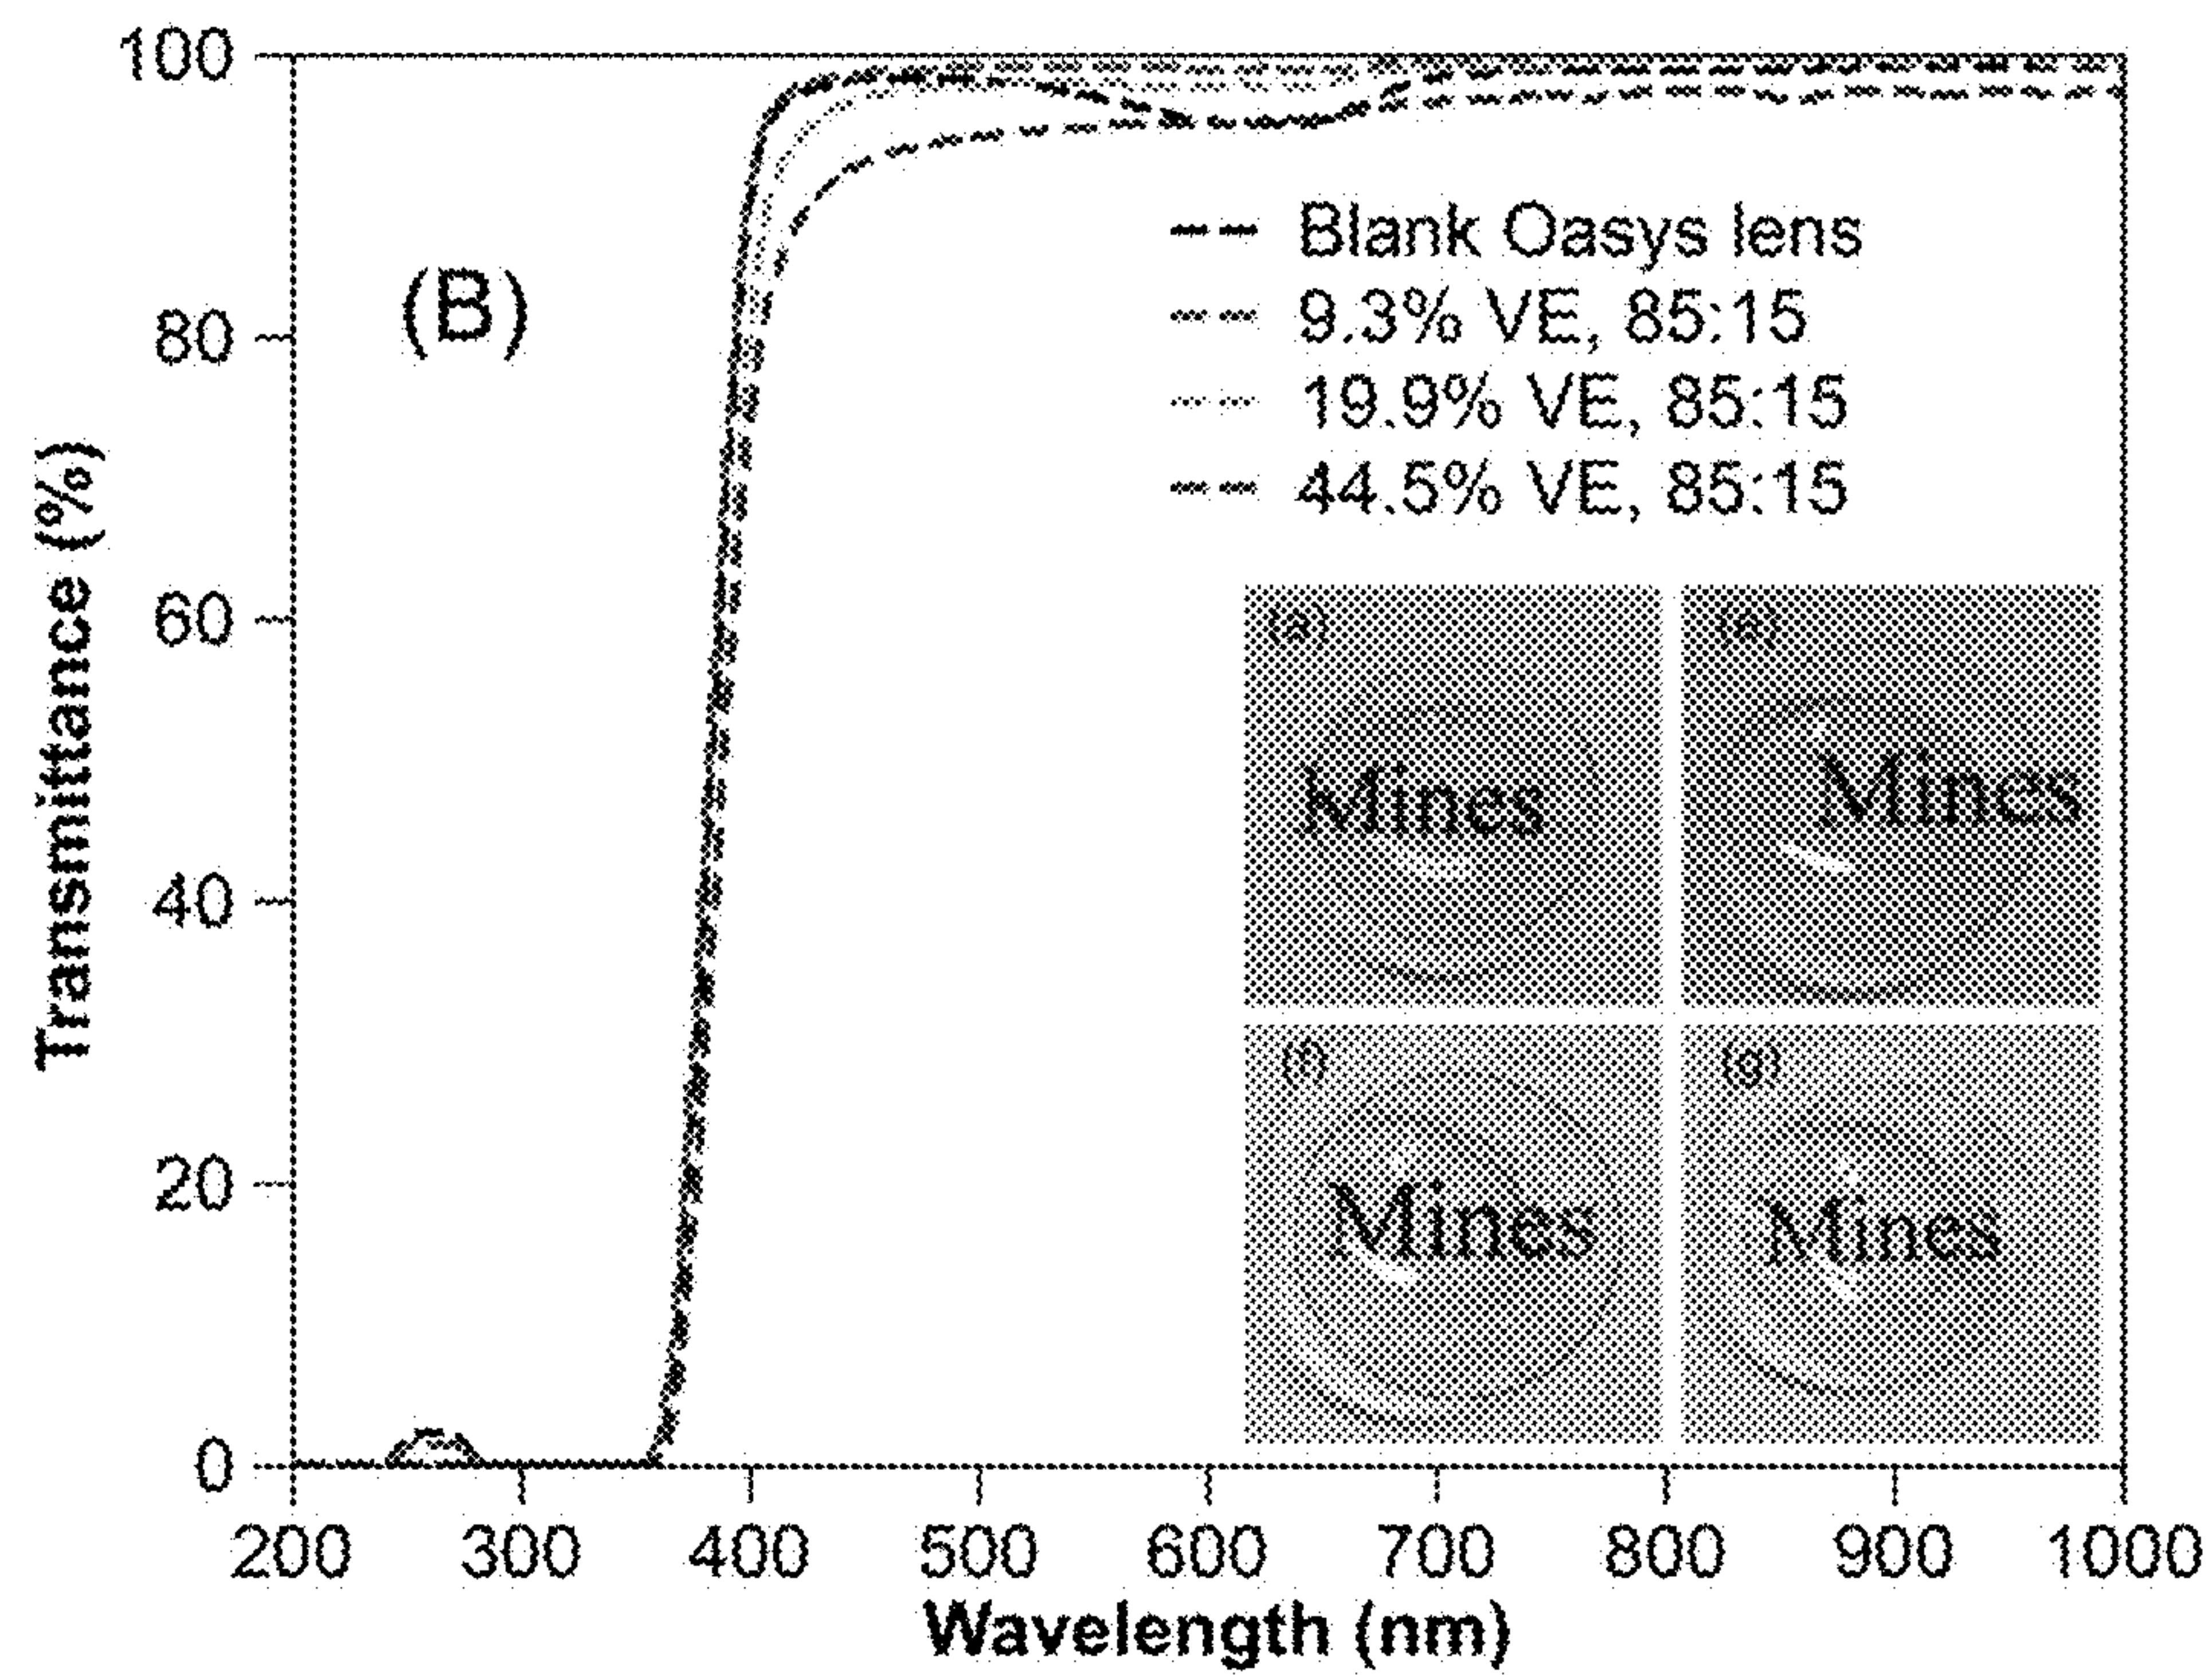 100
80
60
40
20
0
Transmittance (%)
(B)
Blank Oasys lens
9.3% VE, 85:15
19.9% VE, 85:15
44.5% VE, 85:15
(a)
Mines
(e)
Mines
(f)
Mines
(g)
Mines
200 300 400 500 600 700 800 900 1000
Wavelength (nm)